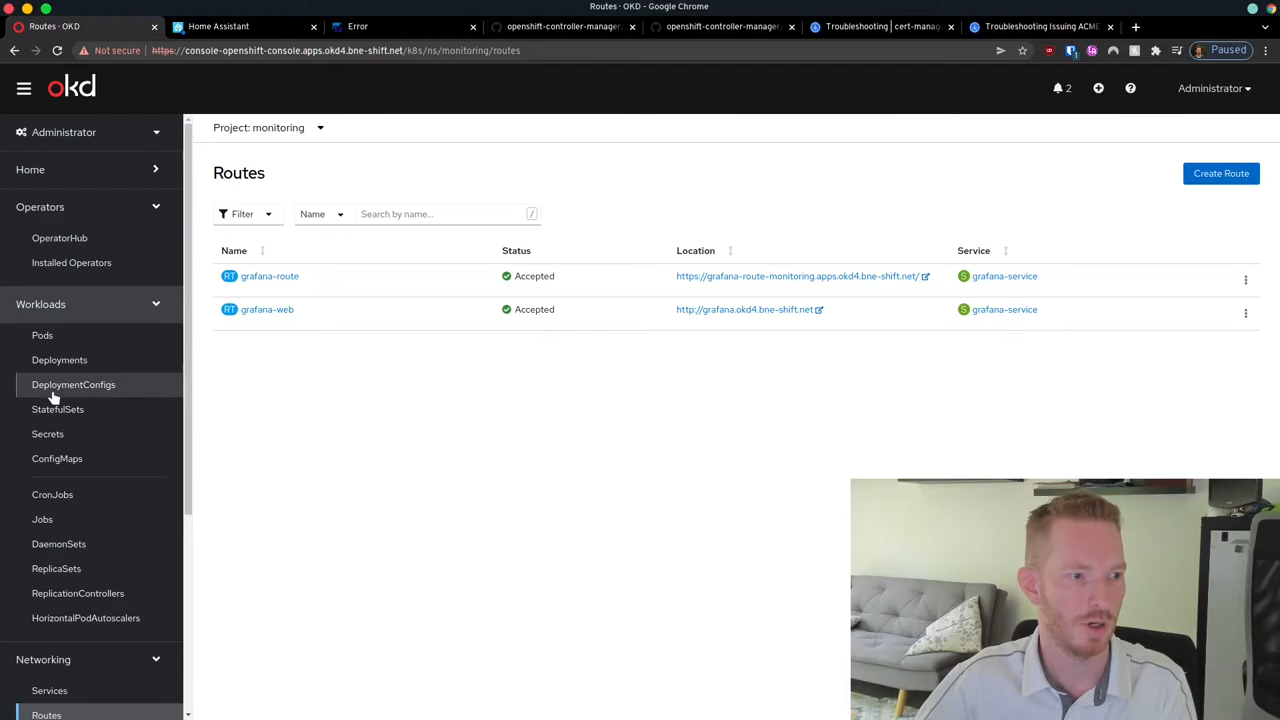 Routes · OKD - Google Chrome
Routes · OKD
Home Assistant
Error
openshift-controller-manager
openshift-controller-manager
Troubleshooting | cert-mana
Troubleshooting Issuing ACME
Not secure
https://console-openshift-console.apps.okd4.bne-shift.net/k8s/ns/monitoring/routes
Paused
okd
2
Administrator
Administrator
Project: monitoring
Home
Routes
Create Route
Operators
Filter
Name
Search by name...
/
OperatorHub
Name
Status
Location
Service
Installed Operators
RT grafana-route
Accepted
https://grafana-route-monitoring.apps.okd4.bne-shift.net/
S grafana-service
Workloads
RT grafana-web
Accepted
http://grafana.okd4.bne-shift.net
S grafana-service
Pods
Deployments
DeploymentConfigs
StatefulSets
Secrets
ConfigMaps
CronJobs
Jobs
DaemonSets
ReplicaSets
ReplicationControllers
HorizontalPodAutoscalers
Networking
Services
Routes